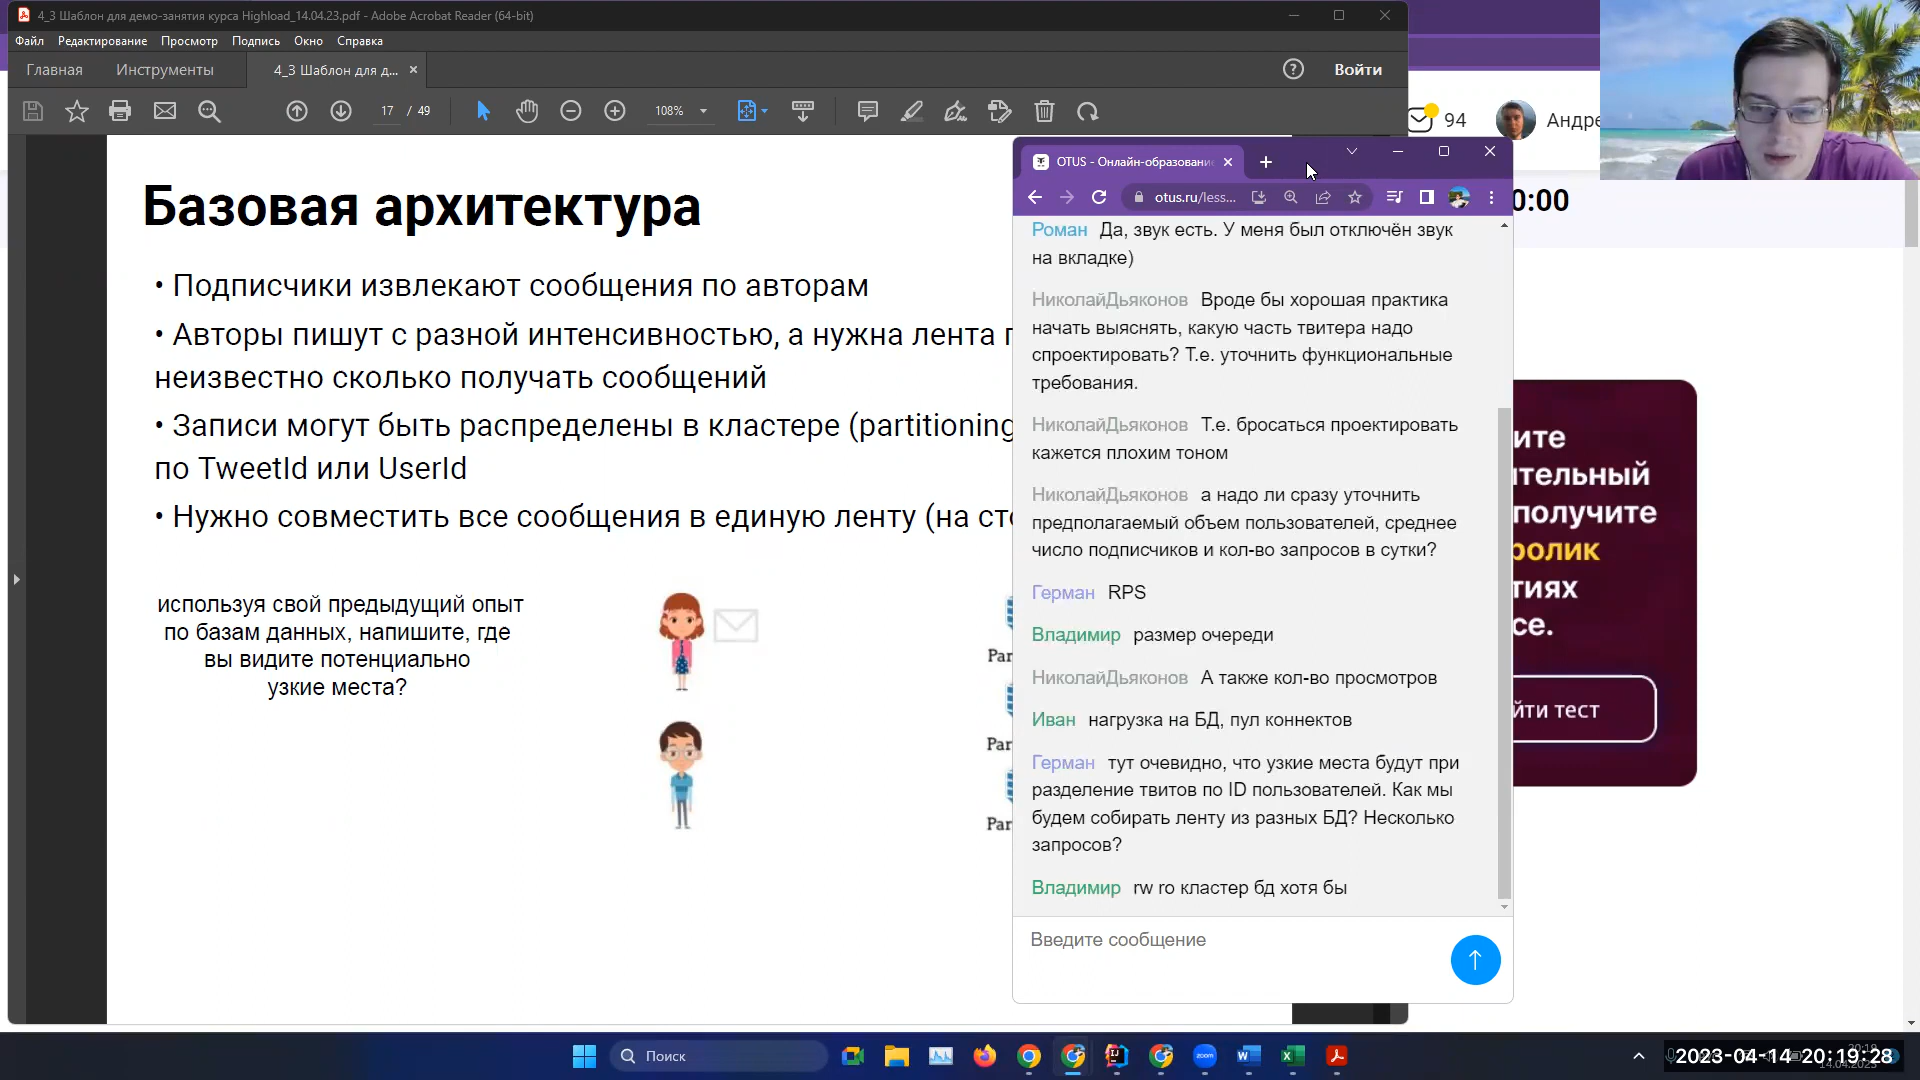 4_3 Шаблон для демо-занятия курса Highload_14.04.23.pdf - Adobe Acrobat Reader (64-bit)
Файл Редактирование Просмотр Подпись Окно Справка
Главная Инструменты 4_3 Шаблон для д... Войти
17 / 49 108%
94 Андре
0:00
Базовая архитектура
• Подписчики извлекают сообщения по авторам
• Авторы пишут с разной интенсивностью, а нужна лента
неизвестно сколько получать сообщений
• Записи могут быть распределены в кластере (partitioning
по TweetId или UserId
• Нужно совместить все сообщения в единую ленту (на сто
используя свой предыдущий опыт
по базам данных, напишите, где
вы видите потенциально
узкие места?
Par
Par
Par
OTUS - Онлайн-образование
otus.ru/less...
Роман Да, звук есть. У меня был отключён звук
на вкладке)
НиколайДьяконов Вроде бы хорошая практика
начать выяснять, какую часть твитера надо
спроектировать? Т.е. уточнить функциональные
требования.
НиколайДьяконов Т.е. бросаться проектировать
кажется плохим тоном
НиколайДьяконов а надо ли сразу уточнить
предполагаемый объем пользователей, среднее
число подписчиков и кол-во запросов в сутки?
Герман RPS
Владимир размер очереди
НиколайДьяконов А также кол-во просмотров
Иван нагрузка на БД, пул коннектов
Герман тут очевидно, что узкие места будут при
разделение твитов по ID пользователей. Как мы
будем собирать ленту из разных БД? Несколько
запросов?
Владимир rw ro кластер бд хотя бы
Введите сообщение
ите
тельный
получите
ролик
тиях
се.
йти тест
Поиск
2023-04-14 20:19:28